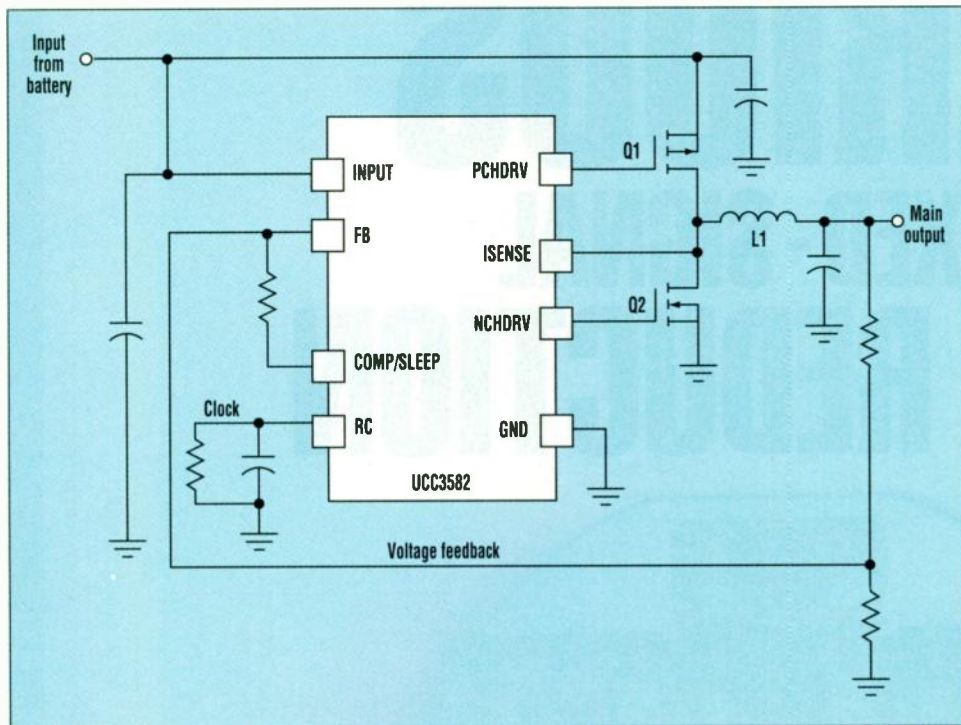 Input
from
battery
INPUT
PCHDRV
Q1
FB
ISENSE
L1
Main
output
NCHDRV
Q2
COMP/SLEEP
Clock
RC
GND
UCC3582
Voltage feedback